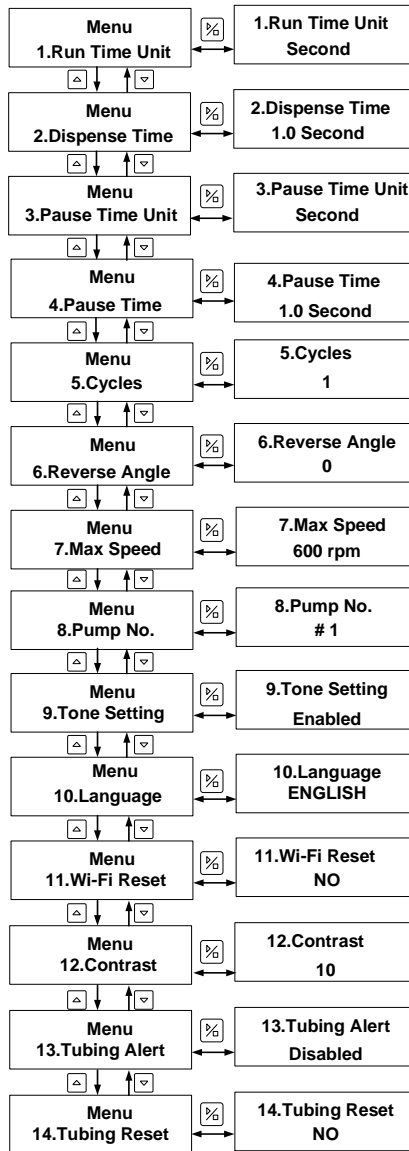 Menu
1.Run Time Unit
1.Run Time Unit
Second
Menu
2.Dispense Time
2.Dispense Time
1.0 Second
Menu
3.Pause Time Unit
3.Pause Time Unit
Second
Menu
4.Pause Time
4.Pause Time
1.0 Second
Menu
5.Cycles
5.Cycles
1
Menu
6.Reverse Angle
6.Reverse Angle
0
Menu
7.Max Speed
7.Max Speed
600 rpm
Menu
8.Pump No.
8.Pump No.
# 1
Menu
9.Tone Setting
9.Tone Setting
Enabled
Menu
10.Language
10.Language
ENGLISH
Menu
11.Wi-Fi Reset
11.Wi-Fi Reset
NO
Menu
12.Contrast
12.Contrast
10
Menu
13.Tubing Alert
13.Tubing Alert
Disabled
Menu
14.Tubing Reset
14.Tubing Reset
NO